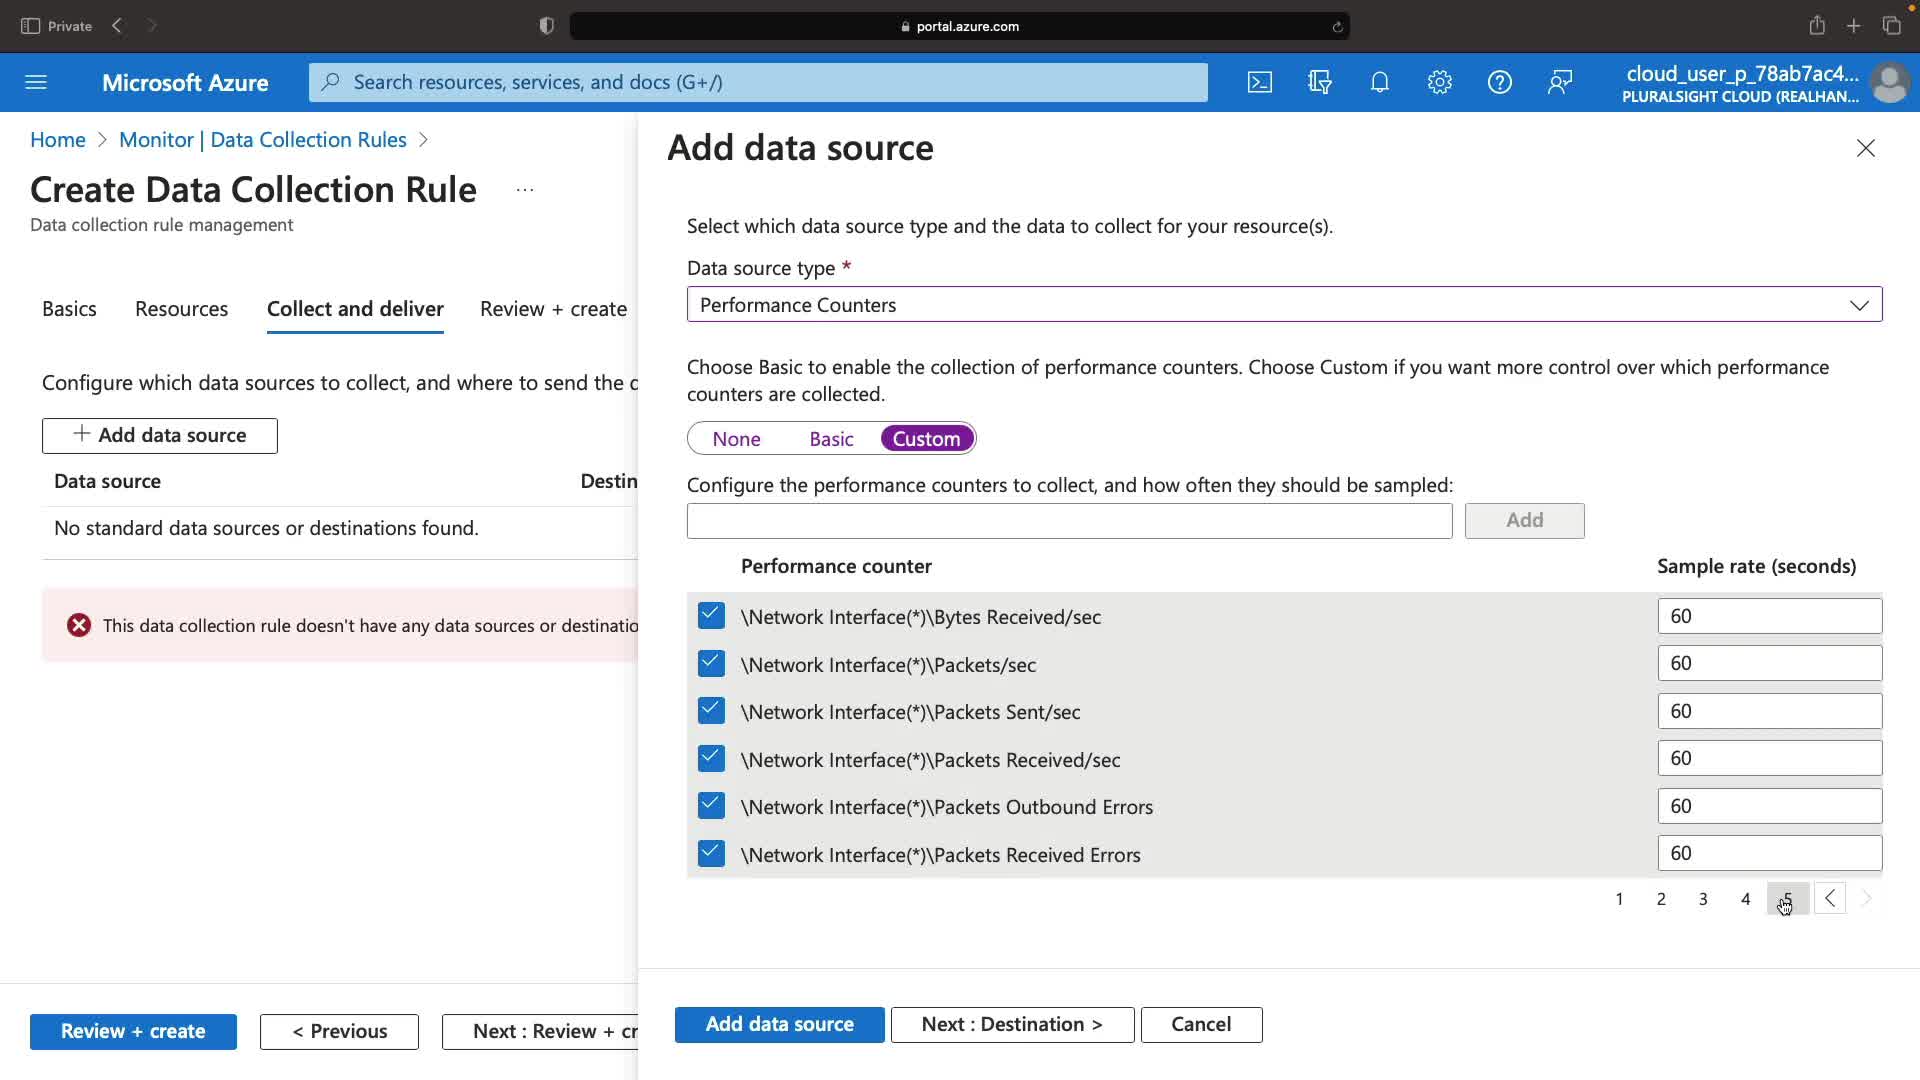 Private
portal.azure.com
Microsoft Azure
Search resources, services, and docs (G+/)
cloud_user_p_78ab7ac4...
PLURALSIGHT CLOUD (REALHAN...
Home > Monitor | Data Collection Rules >
Create Data Collection Rule ...
Data collection rule management
Basics Resources Collect and deliver Review + create
Configure which data sources to collect, and where to send the d
+ Add data source
Data source Destin
No standard data sources or destinations found.
This data collection rule doesn't have any data sources or destinatio
Review + create < Previous Next : Review + cr
Add data source
Select which data source type and the data to collect for your resource(s).
Data source type *
Performance Counters
Choose Basic to enable the collection of performance counters. Choose Custom if you want more control over which performance
counters are collected.
None Basic Custom
Configure the performance counters to collect, and how often they should be sampled:
Add
Performance counter Sample rate (seconds)
\Network Interface(*)\Bytes Received/sec 60
\Network Interface(*)\Packets/sec 60
\Network Interface(*)\Packets Sent/sec 60
\Network Interface(*)\Packets Received/sec 60
\Network Interface(*)\Packets Outbound Errors 60
\Network Interface(*)\Packets Received Errors 60
1 2 3 4 5 < >
Add data source Next : Destination > Cancel